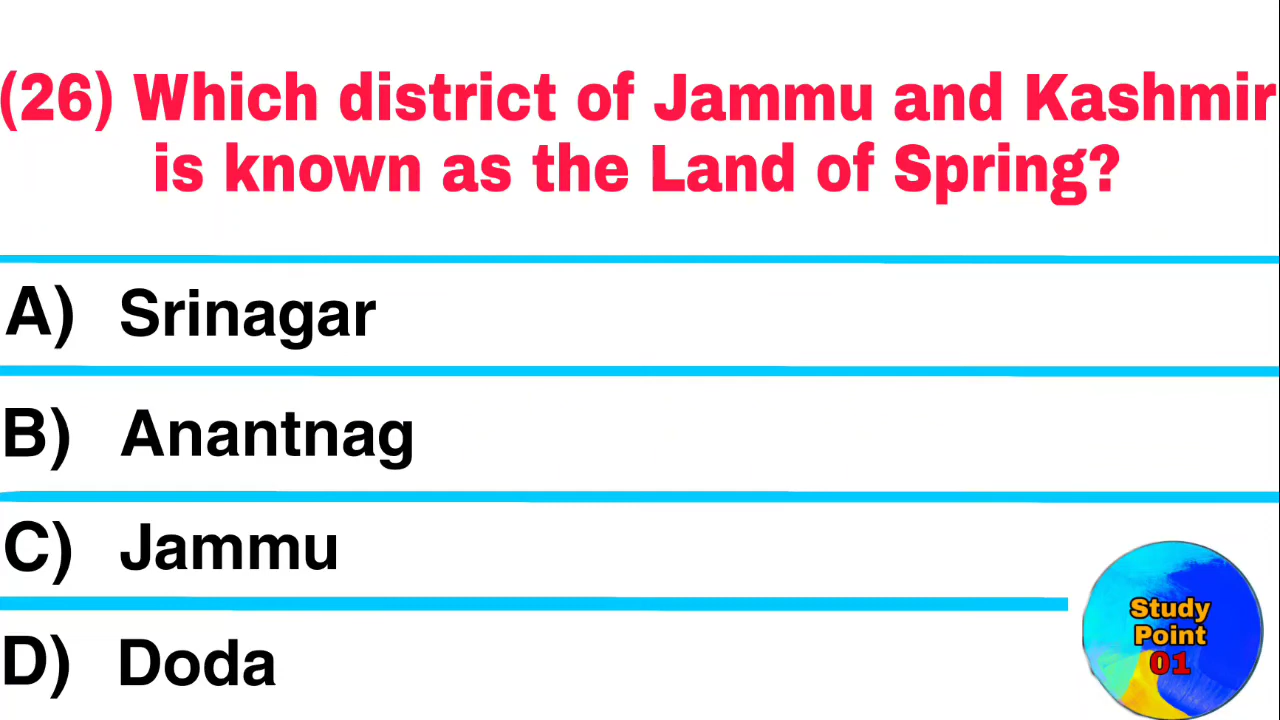 (26) Which district of Jammu and Kashmir
is known as the Land of Spring?
A) Srinagar
B) Anantnag
C) Jammu
D) Doda
Study
Point
01